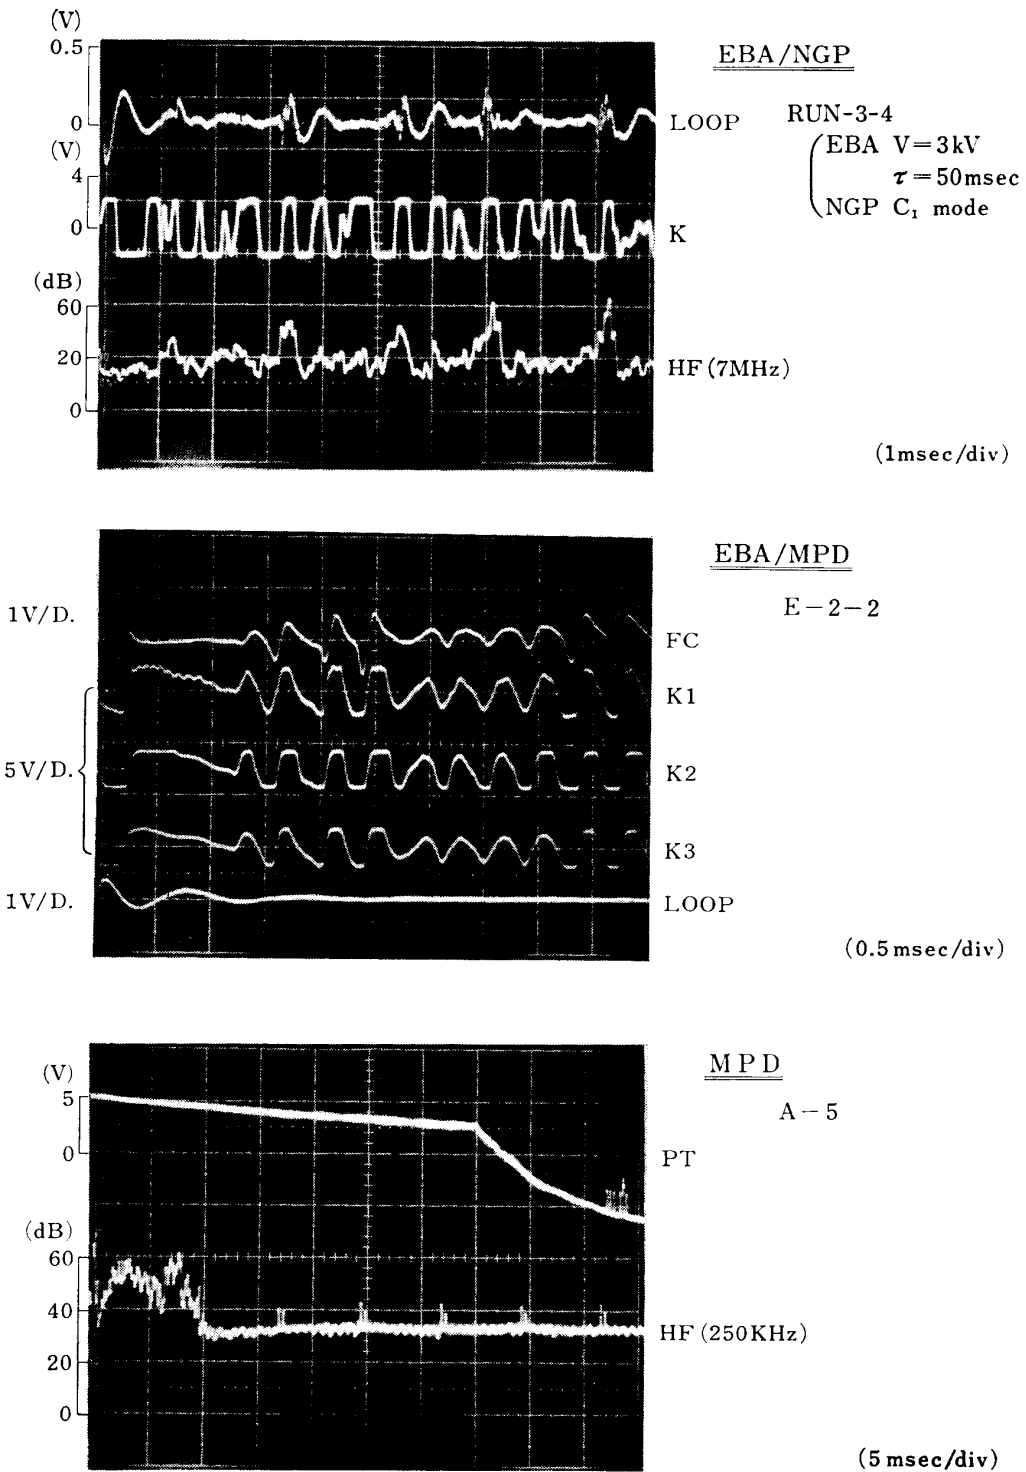 (V)
0.5
0
(V)
4
0
(dB)
60
20
0
EBA/NGP
LOOP
RUN-3-4
EBA V=3kV
τ=50msec
NGP C₁ mode
K
HF(7MHz)
(1msec/div)
1V/D.
5V/D.
1V/D.
EBA/MPD
E-2-2
FC
K1
K2
K3
LOOP
(0.5msec/div)
(V)
5
0
(dB)
60
40
20
0
MPD
A-5
PT
HF(250KHz)
(5msec/div)